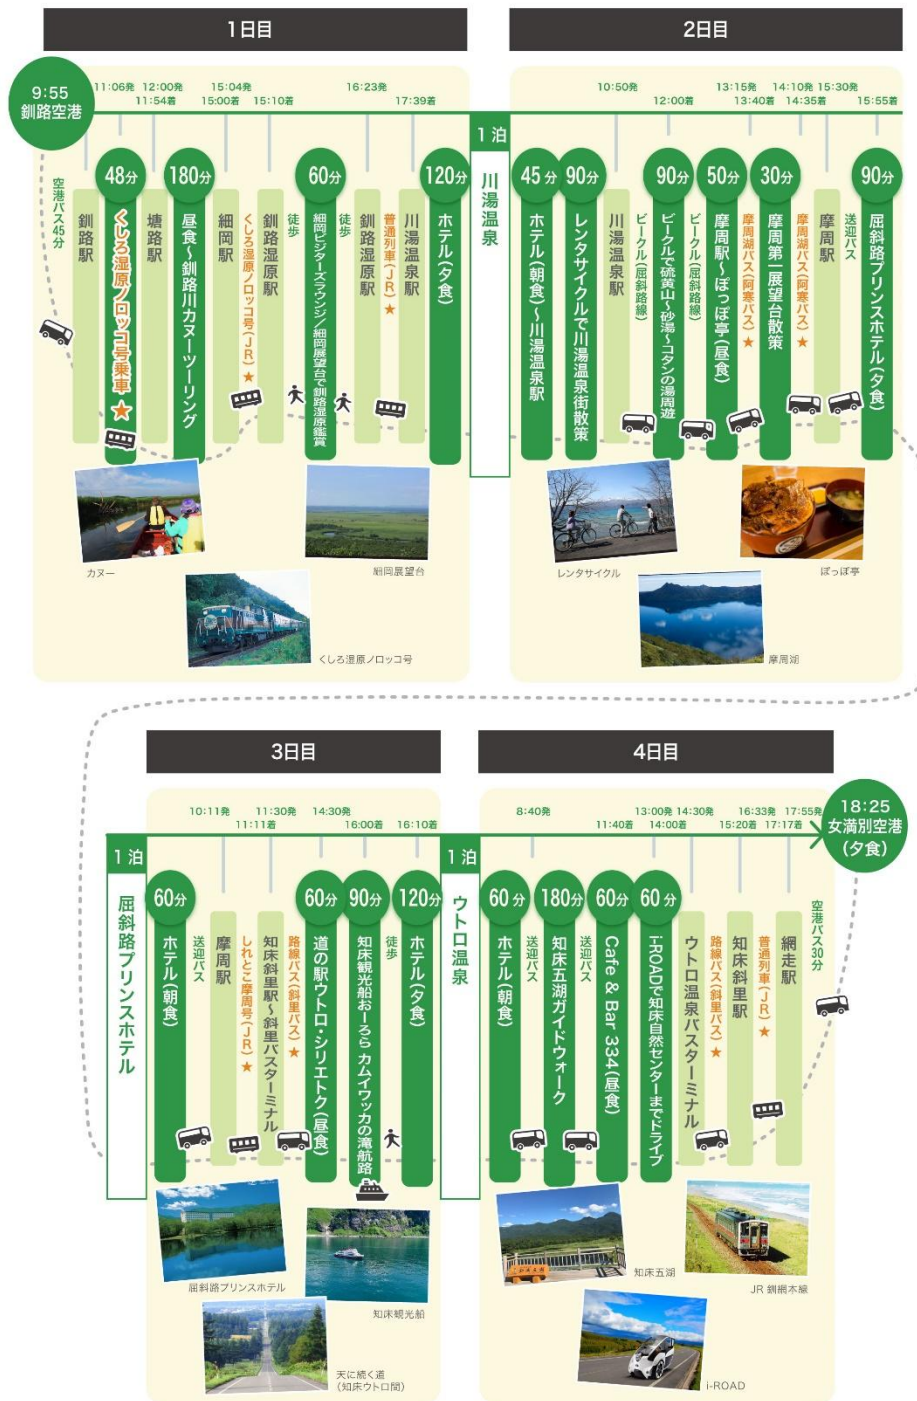 1日目
9:55
釧路空港
11:06発
12:00発
11:54着
15:04発
15:00着
15:10着
16:23発
17:39着
空港バス45分
釧路駅
48分
くしろ湿原ノロッコ号乗車★
塘路駅
180分
昼食〜釧路川カヌーツーリング
細岡駅
くしろ湿原ノロッコ号(JR)★
釧路湿原駅
徒歩
60分
細岡ビジターズラウンジ/細岡展望台で釧路湿原鑑賞
徒歩
釧路湿原駅
普通列車(JR)★
川湯温泉駅
120分
ホテル(夕食)
カヌー
細岡展望台
くしろ湿原ノロッコ号
1泊
川湯温泉
2日目
10:50発
12:00着
13:15発
13:40着
14:10発
14:35着
15:30発
15:55着
45分
ホテル(朝食)〜川湯温泉駅
90分
レンタサイクルで川湯温泉街散策
川湯温泉駅
ビークル(屈斜路線)
90分
ビークルで硫黄山〜砂湯〜コタンの湯周遊
ビークル(屈斜路線)
50分
摩周駅〜ぽっぽ亭(昼食)
摩周湖バス(阿寒バス)★
30分
摩周第一展望台散策
摩周湖バス(阿寒バス)★
摩周駅
送迎バス
90分
屈斜路プリンスホテル(夕食)
レンタサイクル
ぽっぽ亭
摩周湖
3日目
1泊
屈斜路プリンスホテル
10:11発
11:11着
11:30発
14:30発
16:00着
16:10着
60分
ホテル(朝食)
送迎バス
摩周駅
しれとこ摩周号(JR)★
知床斜里駅〜斜里バスターミナル
路線バス(斜里バス)★
60分
道の駅ウトロ・シリエトク(昼食)
90分
知床観光船おーろら カムイワッカの滝航路
徒歩
120分
ホテル(夕食)
屈斜路プリンスホテル
知床観光船
天に続く道
(知床ウトロ間)
1泊
ウトロ温泉
4日目
8:40発
11:40着
13:00発
14:00着
14:30発
15:20着
16:33発
17:17着
17:55発
18:25
女満別空港
(夕食)
60分
ホテル(朝食)
送迎バス
180分
知床五湖ガイドウォーク
送迎バス
60分
Cafe & Bar 334(昼食)
60分
i-ROADで知床自然センターまでドライブ
ウトロ温泉バスターミナル
路線バス(斜里バス)★
知床斜里駅
普通列車(JR)★
網走駅
空港バス30分
知床五湖
JR 釧網本線
i-ROAD